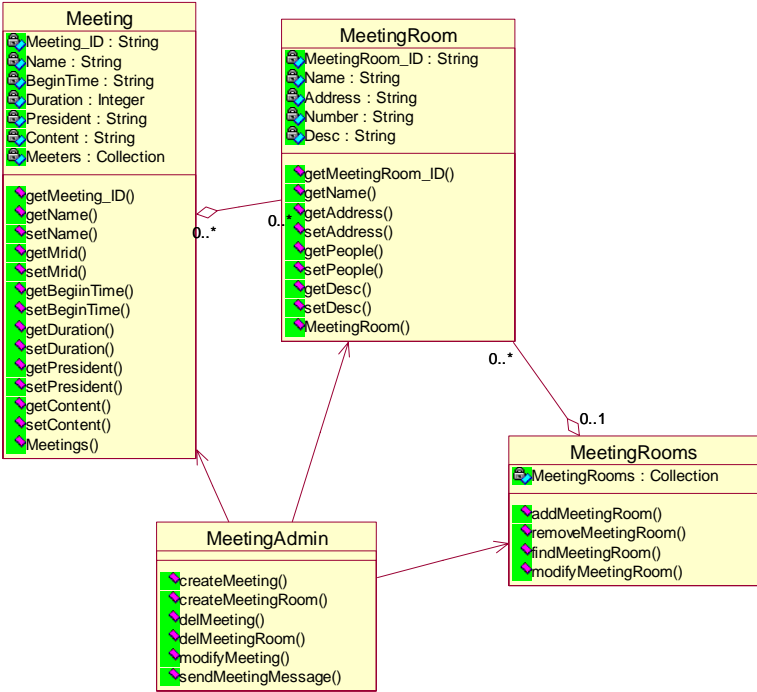 Meeting
Meeting_ID : String
Name : String
BeginTime : String
Duration : Integer
President : String
Content : String
Meeters : Collection
getMeeting_ID()
getName()
setName()
getMrid()
setMrid()
getBegiinTime()
setBeginTime()
getDuration()
setDuration()
getPresident()
setPresident()
getContent()
setContent()
Meetings()
0..*
0..*
MeetingRoom
MeetingRoom_ID : String
Name : String
Address : String
Number : String
Desc : String
getMeetingRoom_ID()
getName()
getAddress()
setAddress()
getPeople()
setPeople()
getDesc()
setDesc()
MeetingRoom()
0..*
0..1
MeetingRooms
MeetingRooms : Collection
addMeetingRoom()
removeMeetingRoom()
findMeetingRoom()
modifyMeetingRoom()
MeetingAdmin
createMeeting()
createMeetingRoom()
delMeeting()
delMeetingRoom()
modifyMeeting()
sendMeetingMessage()